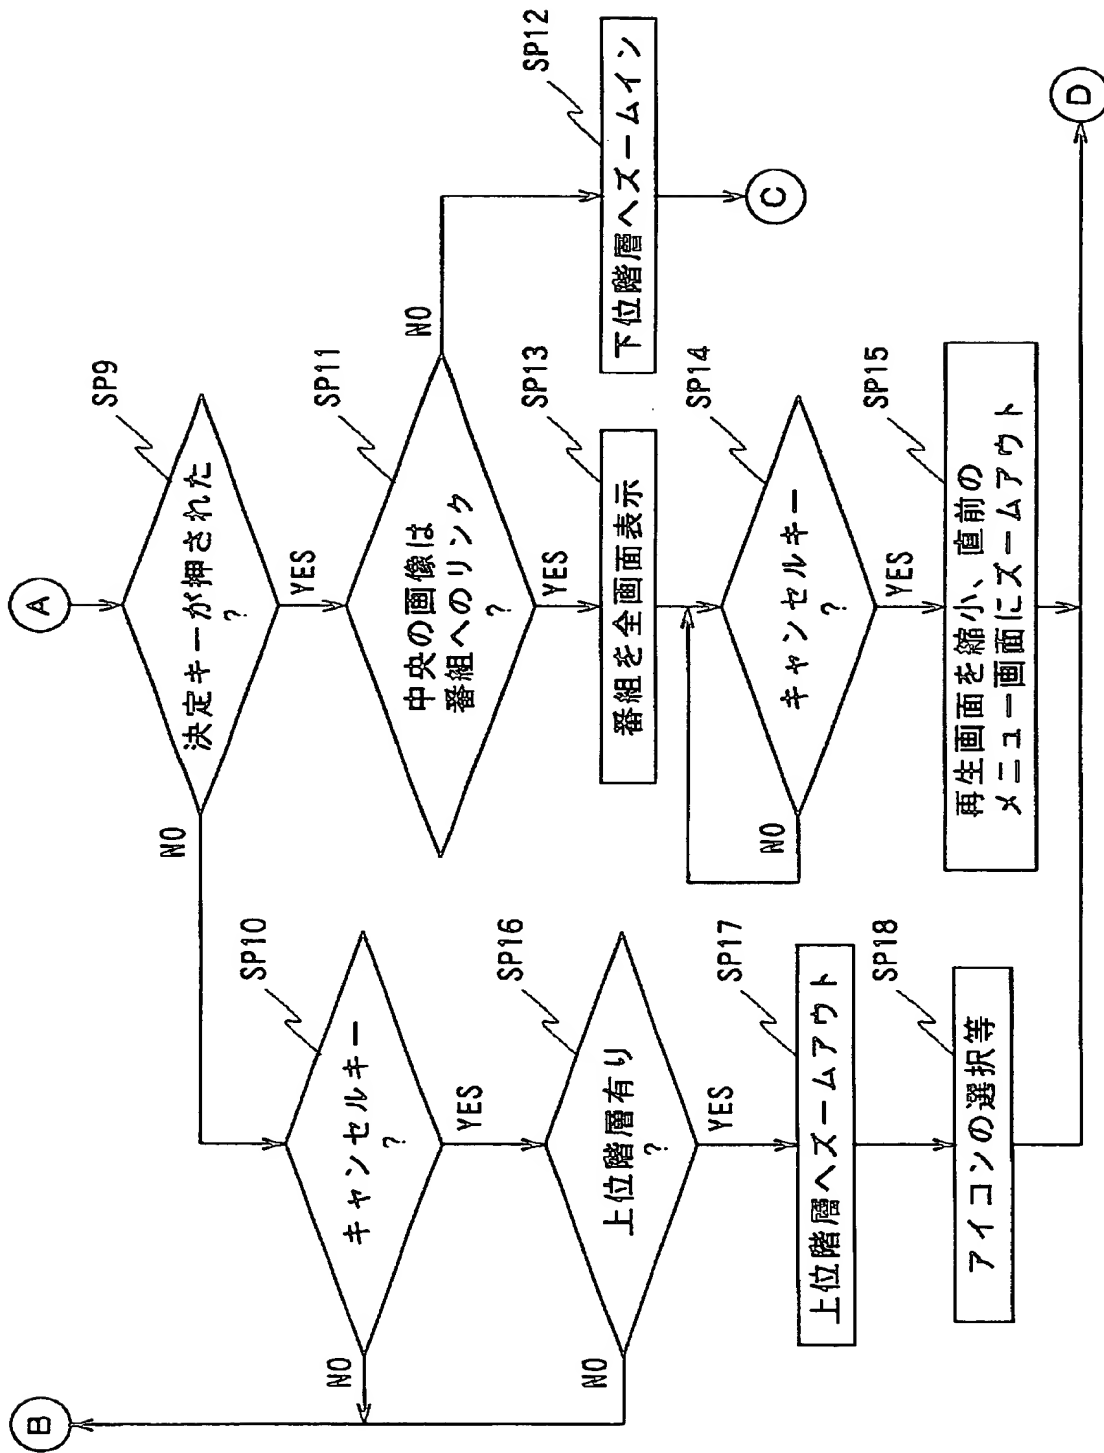 A
SP9
決定キーが押された
?
NO
YES
SP10
キャンセルキー
?
NO
YES
SP11
中央の画像は
番組へのリンク
?
NO
YES
SP12
下位階層へズームイン
C
SP13
番組を全画面表示
SP14
キャンセルキー
?
NO
YES
SP15
再生画面を縮小、直前の
メニュー画面にズームアウト
SP16
上位階層有り
?
NO
YES
SP17
上位階層へズームアウト
SP18
アイコンの選択等
B
D